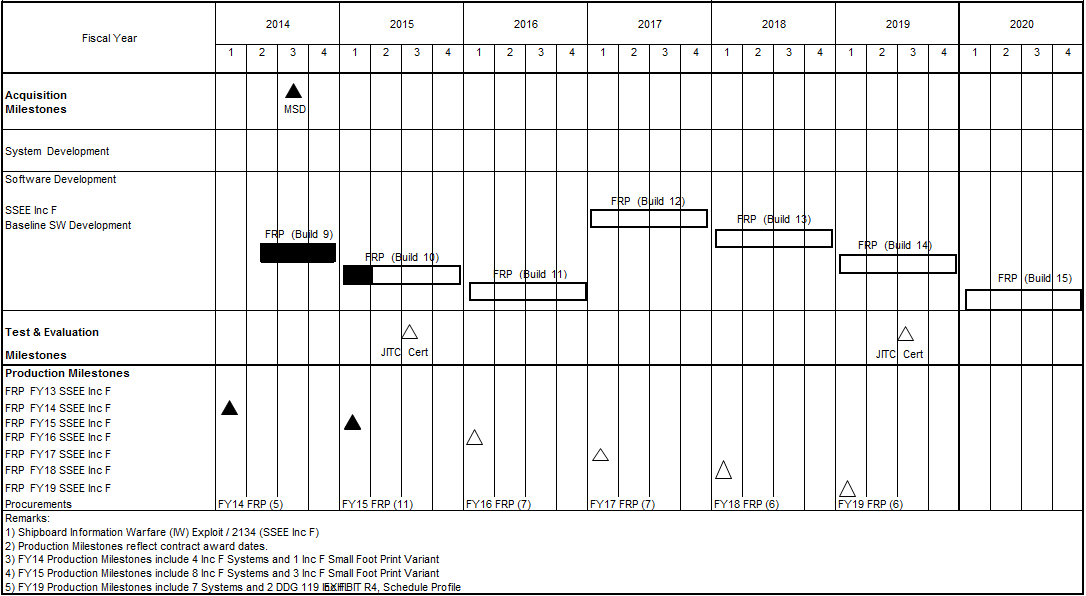 Fiscal Year 2014 2015 2016 2017 2018 2019 2020
1 2 3 4 1 2 3 4 1 2 3 4 1 2 3 4 1 2 3 4 1 2 3 4 1 2 3 4
Acquisition
Milestones
MSD
System Development
Software Development
SSEE Inc F
Baseline SW Development
FRP (Build 9)
FRP (Build 10)
FRP (Build 11)
FRP (Build 12)
FRP (Build 13)
FRP (Build 14)
FRP (Build 15)
Test & Evaluation
Milestones
JITC Cert
JITC Cert
Production Milestones
FRP FY13 SSEE Inc F
FRP FY14 SSEE Inc F
FRP FY15 SSEE Inc F
FRP FY16 SSEE Inc F
FRP FY17 SSEE Inc F
FRP FY18 SSEE Inc F
FRP FY19 SSEE Inc F
Procurements FY14 FRP (5) FY15 FRP (11) FY16 FRP (7) FY17 FRP (7) FY18 FRP (6) FY19 FRP (6)
Remarks:
1) Shipboard Information Warfare (IW) Exploit / 2134 (SSEE Inc F)
2) Production Milestones reflect contract award dates.
3) FY14 Production Milestones include 4 Inc F Systems and 1 Inc F Small Foot Print Variant
4) FY15 Production Milestones include 8 Inc F Systems and 3 Inc F Small Foot Print Variant
5) FY19 Production Milestones include 7 Systems and 2 DDG 119 EXHIBIT R4, Schedule Profile